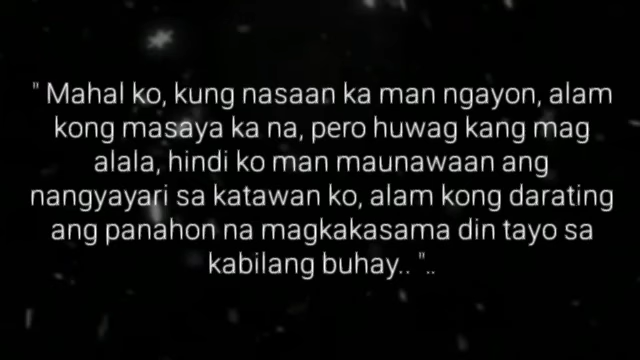 " Mahal ko, kung nasaan ka man ngayon, alam
kong masaya ka na, pero huwag kang mag
alala, hindi ko man maunawaan ang
nangyayari sa katawan ko, alam kong darating
ang panahon na magkakasama din tayo sa
kabilang buhay.. "..